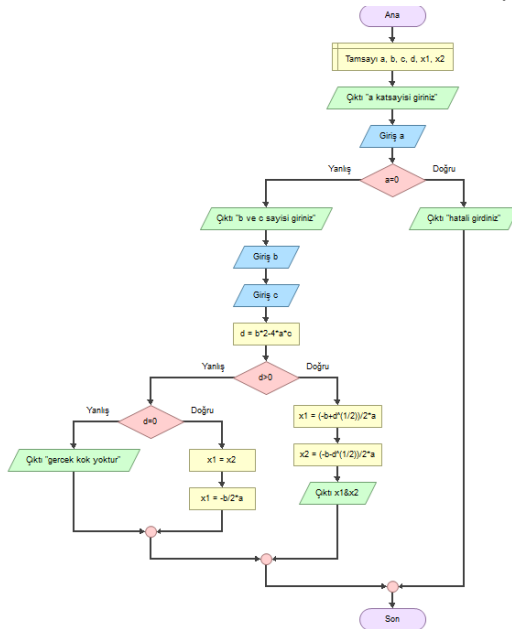 Ana
Tamsayı a, b, c, d, x1, x2
Çıktı "a katsayisi giriniz"
Giriş a
Yanlış
Doğru
a=0
Çıktı "b ve c sayisi giriniz"
Çıktı "hatali girdiniz"
Giriş b
Giriş c
d = b^2-4*a*c
Yanlış
Doğru
d>0
Yanlış
Doğru
d=0
x1 = (-b+d^(1/2))/2*a
Çıktı "gercek kok yoktur"
x1 = x2
x2 = (-b-d^(1/2))/2*a
x1 = -b/2*a
Çıktı x1&x2
Son